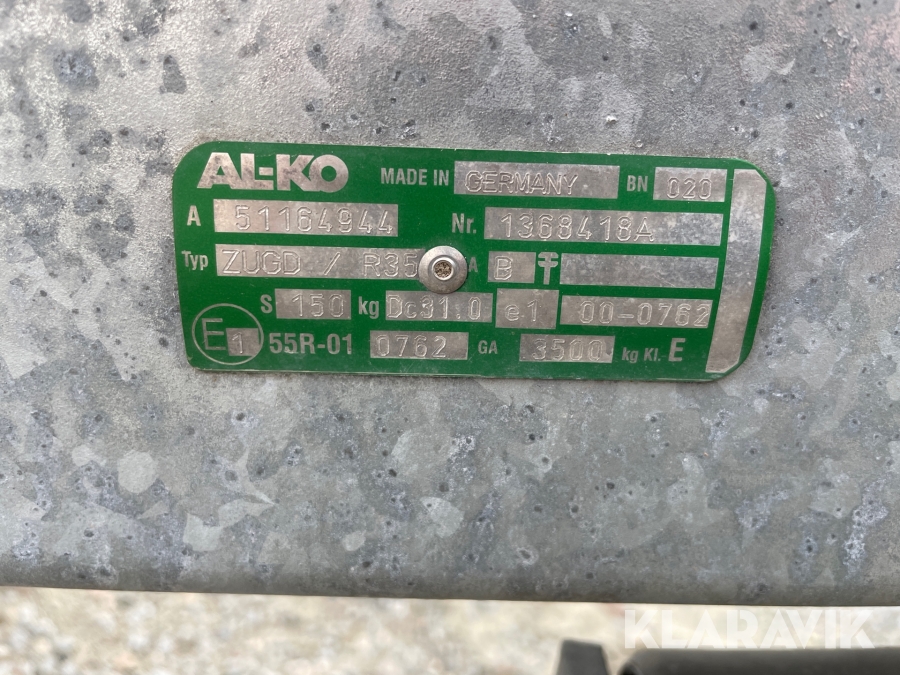 AL-KO MADE IN GERMANY BN 020
A 51164944 Nr. 1368418A
Typ ZUGD / R35 A B
S 150 kg Dc31.0 e1 00-0762
E1 55R-01 0762 GA 3500 kg Kl. E
KLARAVIK